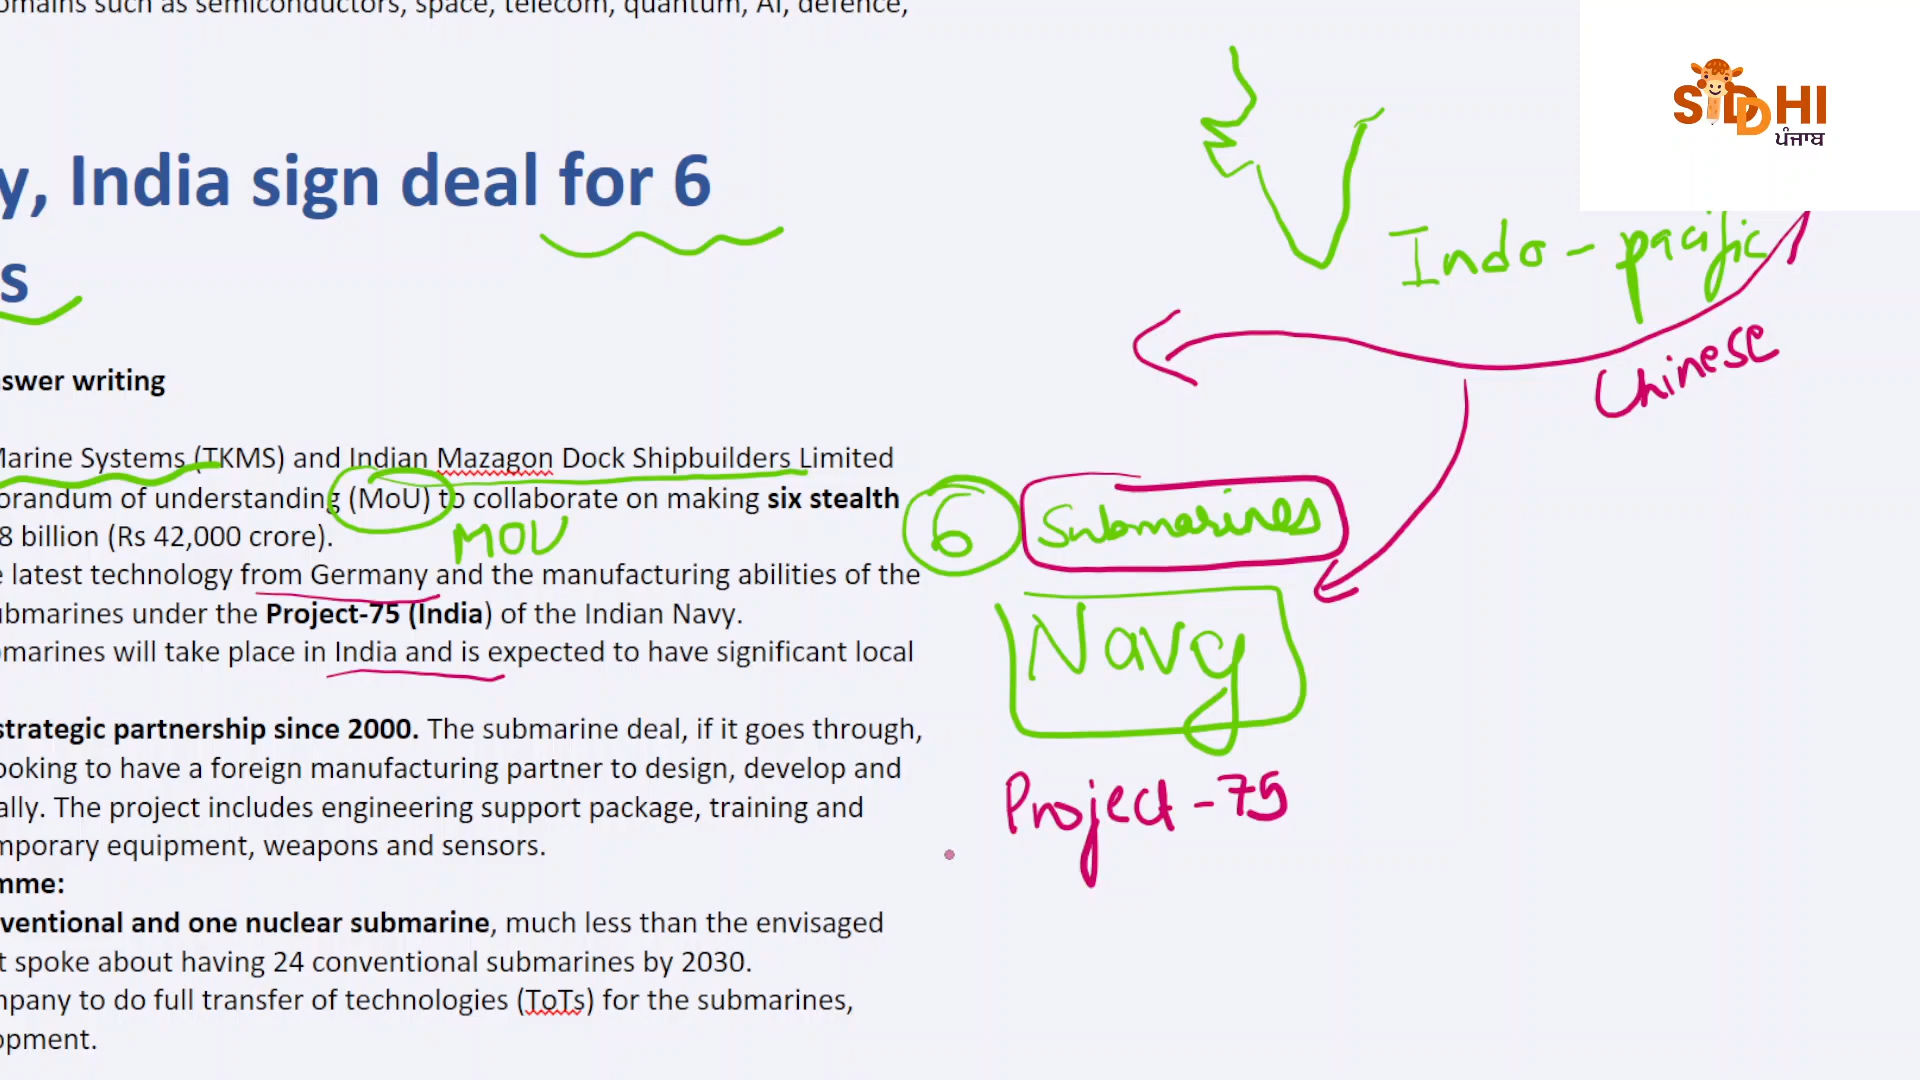 omains such as semiconductors, space, telecom, quantum, AI, defence,
SIDDHI
ਪੰਜਾਬ
y, India sign deal for 6
s
Indo - pacific
Chinese
swer writing
Marine Systems (TKMS) and Indian Mazagon Dock Shipbuilders Limited
orandum of understanding (MoU) to collaborate on making six stealth
8 billion (Rs 42,000 crore).
MOU
6 Submarines
e latest technology from Germany and the manufacturing abilities of the
ubmarines under the Project-75 (India) of the Indian Navy.
Navy
marines will take place in India and is expected to have significant local
strategic partnership since 2000. The submarine deal, if it goes through,
ooking to have a foreign manufacturing partner to design, develop and
ally. The project includes engineering support package, training and
Project - 75
mporary equipment, weapons and sensors.
mme:
ventional and one nuclear submarine, much less than the envisaged
t spoke about having 24 conventional submarines by 2030.
mpany to do full transfer of technologies (ToTs) for the submarines,
opment.